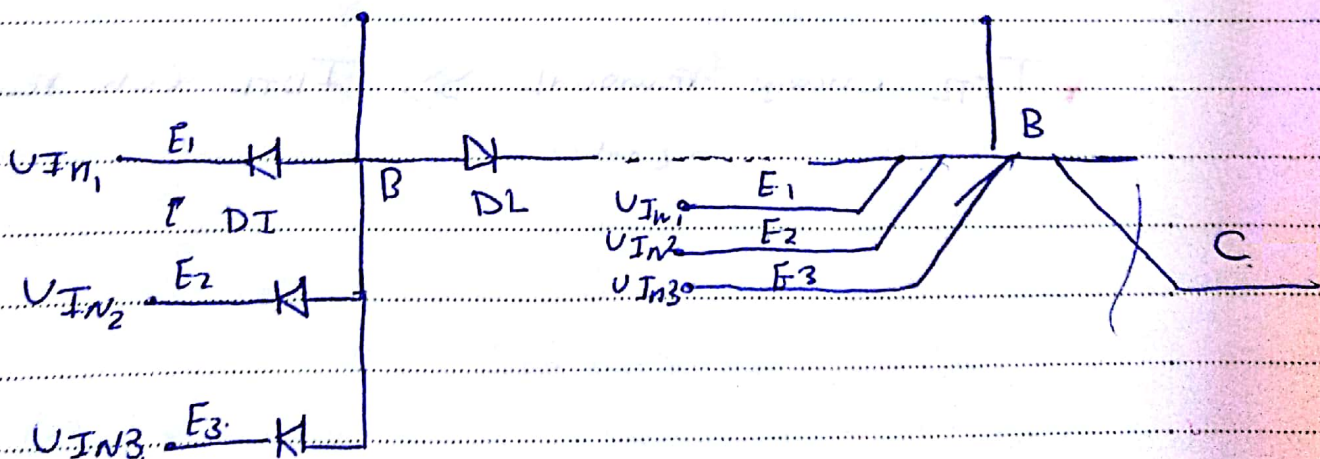 B
UIn1 E1 B DL
E1
DI UIn1
E2 UIN2 E2 C
UIN2 UIn3 E3
UIN3 E3